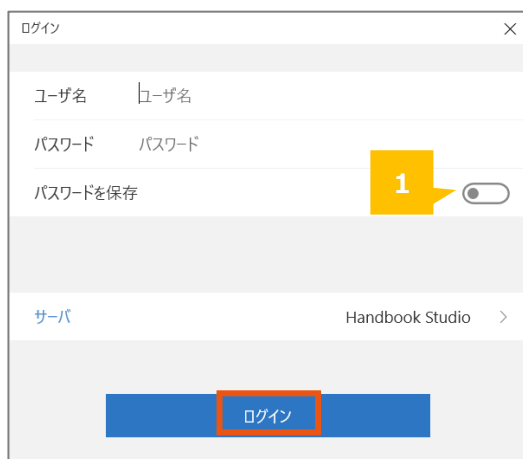 ログイン
ユーザ名 ユーザ名
パスワード パスワード
パスワードを保存 1
サーバ Handbook Studio
ログイン